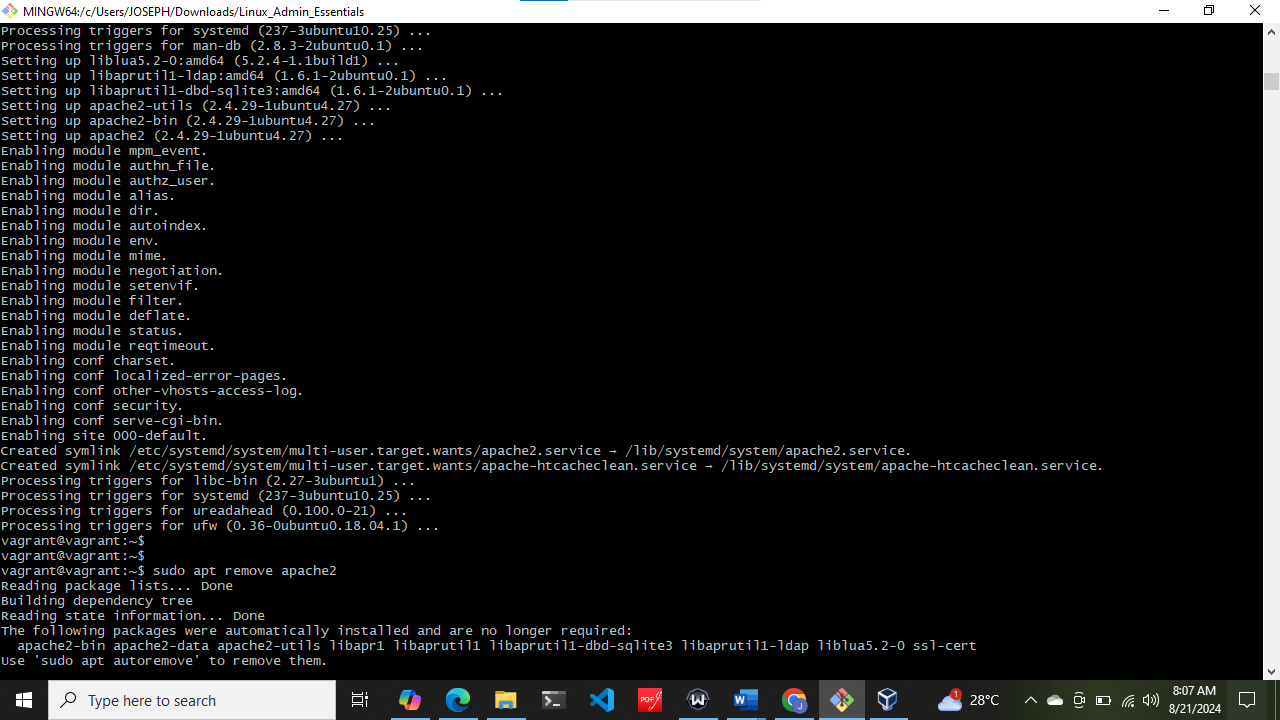 MINGW64:/c/Users/JOSEPH/Downloads/Linux_Admin_Essentials
Processing triggers for systemd (237-3ubuntu10.25) ...
Processing triggers for man-db (2.8.3-2ubuntu0.1) ...
Setting up liblua5.2-0:amd64 (5.2.4-1.1build1) ...
Setting up libaprutil1-ldap:amd64 (1.6.1-2ubuntu0.1) ...
Setting up libaprutil1-dbd-sqlite3:amd64 (1.6.1-2ubuntu0.1) ...
Setting up apache2-utils (2.4.29-1ubuntu4.27) ...
Setting up apache2-bin (2.4.29-1ubuntu4.27) ...
Setting up apache2 (2.4.29-1ubuntu4.27) ...
Enabling module mpm_event.
Enabling module authn_file.
Enabling module authz_user.
Enabling module alias.
Enabling module dir.
Enabling module autoindex.
Enabling module env.
Enabling module mime.
Enabling module negotiation.
Enabling module setenvif.
Enabling module filter.
Enabling module deflate.
Enabling module status.
Enabling module reqtimeout.
Enabling conf charset.
Enabling conf localized-error-pages.
Enabling conf other-vhosts-access-log.
Enabling conf security.
Enabling conf serve-cgi-bin.
Enabling site 000-default.
Created symlink /etc/systemd/system/multi-user.target.wants/apache2.service → /lib/systemd/system/apache2.service.
Created symlink /etc/systemd/system/multi-user.target.wants/apache-htcacheclean.service → /lib/systemd/system/apache-htcacheclean.service.
Processing triggers for libc-bin (2.27-3ubuntu1) ...
Processing triggers for systemd (237-3ubuntu10.25) ...
Processing triggers for ureadahead (0.100.0-21) ...
Processing triggers for ufw (0.36-0ubuntu0.18.04.1) ...
vagrant@vagrant:~$
vagrant@vagrant:~$
vagrant@vagrant:~$ sudo apt remove apache2
Reading package lists... Done
Building dependency tree
Reading state information... Done
The following packages were automatically installed and are no longer required:
  apache2-bin apache2-data apache2-utils libapr1 libaprutil1 libaprutil1-dbd-sqlite3 libaprutil1-ldap liblua5.2-0 ssl-cert
Use 'sudo apt autoremove' to remove them.
Type here to search
PDF
W
J
1
28°C
8:07 AM
8/21/2024